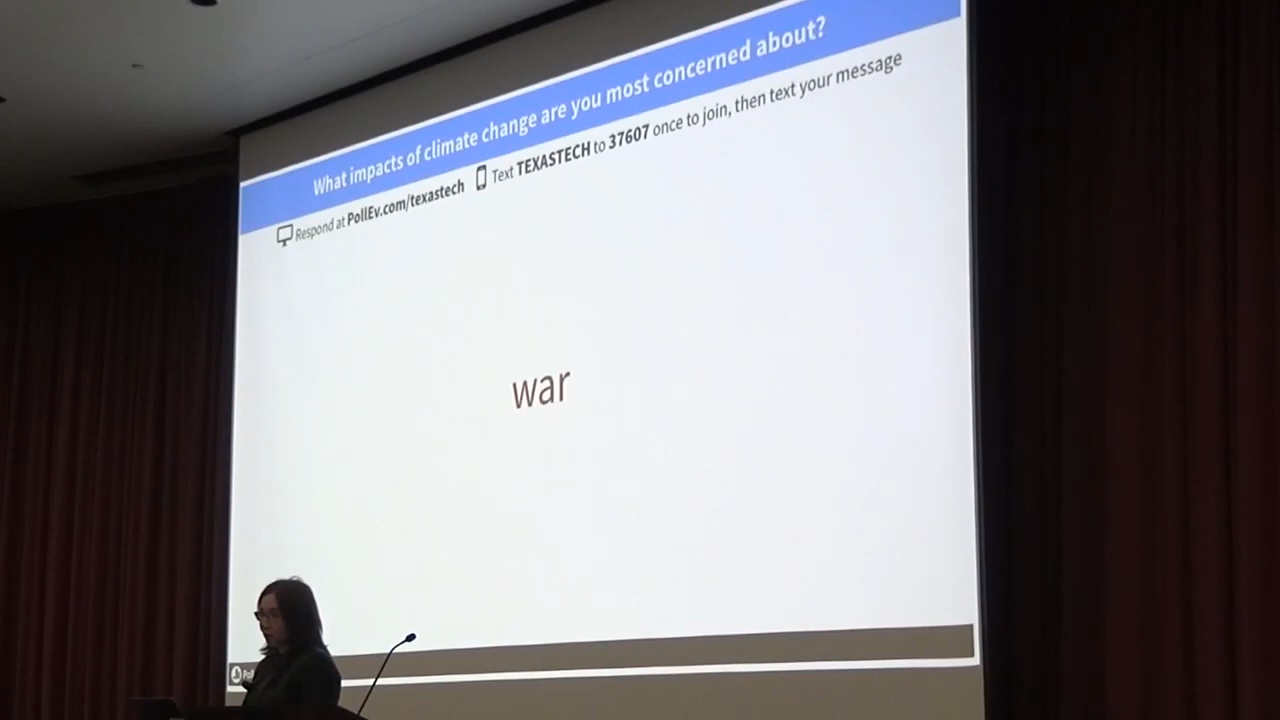 What impacts of climate change are you most concerned about?
Respond at PollEv.com/texastech Text TEXASTECH to 37607 once to join, then text your message
war